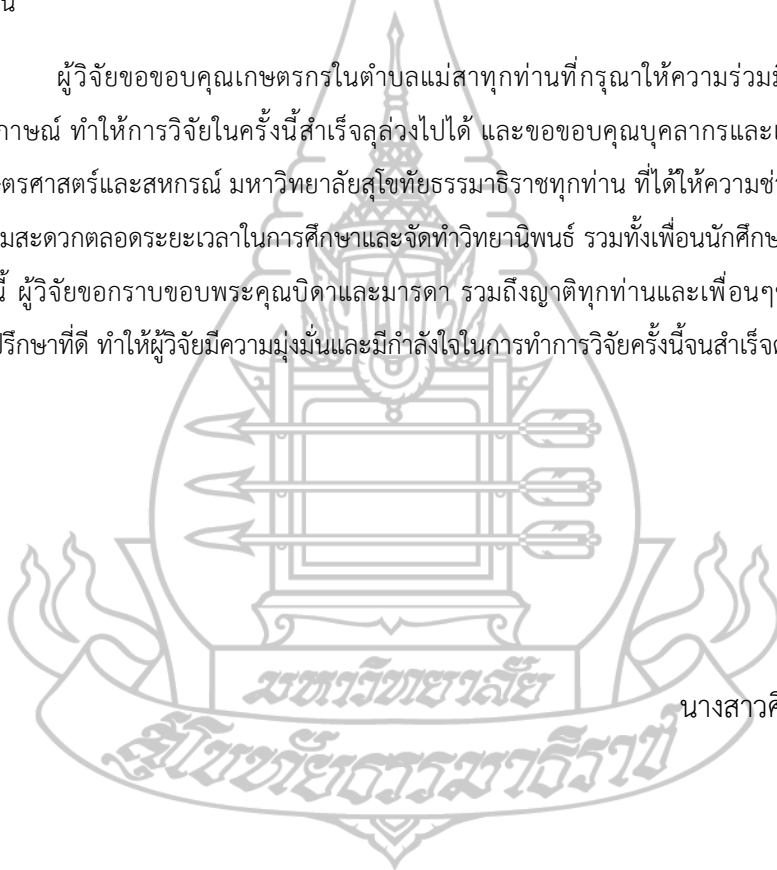 ผู้วิจัยขอขอบคุณเกษตรกรในตำบลแม่สาทุกท่านที่กรุณาให้ความร่วมมื
ภาษณ์ ทำให้การวิจัยในครั้งนี้สำเร็จลุล่วงไปได้ และขอขอบคุณบุคลากรและเ
ตรศาสตร์และสหกรณ์ มหาวิทยาลัยสุโขทัยธรรมาธิราชทุกท่าน ที่ได้ให้ความช่
มสะดวกตลอดระยะเวลาในการศึกษาและจัดทำวิทยานิพนธ์ รวมทั้งเพื่อนนักศึกษ
นี้ ผู้วิจัยขอกราบขอบพระคุณบิดาและมารดา รวมถึงญาติทุกท่านและเพื่อนๆ
ปรึกษาที่ดี ทำให้ผู้วิจัยมีความมุ่งมั่นและมีกำลังใจในการทำการวิจัยครั้งนี้จนสำเร็จ
มหาวิทยาลัย
นางสาวศิ
สุโขทัยธรรมาธิราช